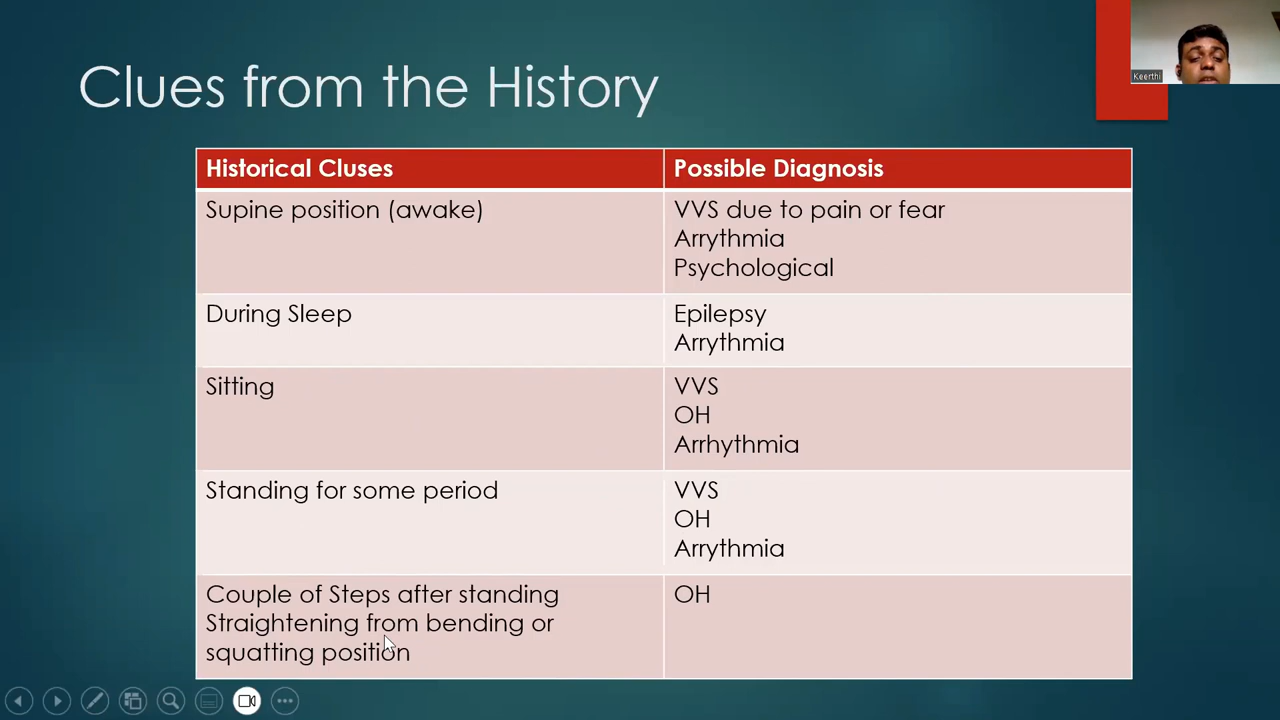 Clues from the History
Keerthi
Historical Cluses
Possible Diagnosis
Supine position (awake)
VVS due to pain or fear
Arrythmia
Psychological
During Sleep
Epilepsy
Arrythmia
Sitting
VVS
OH
Arrhythmia
Standing for some period
VVS
OH
Arrythmia
Couple of Steps after standing
Straightening from bending or
squatting position
OH